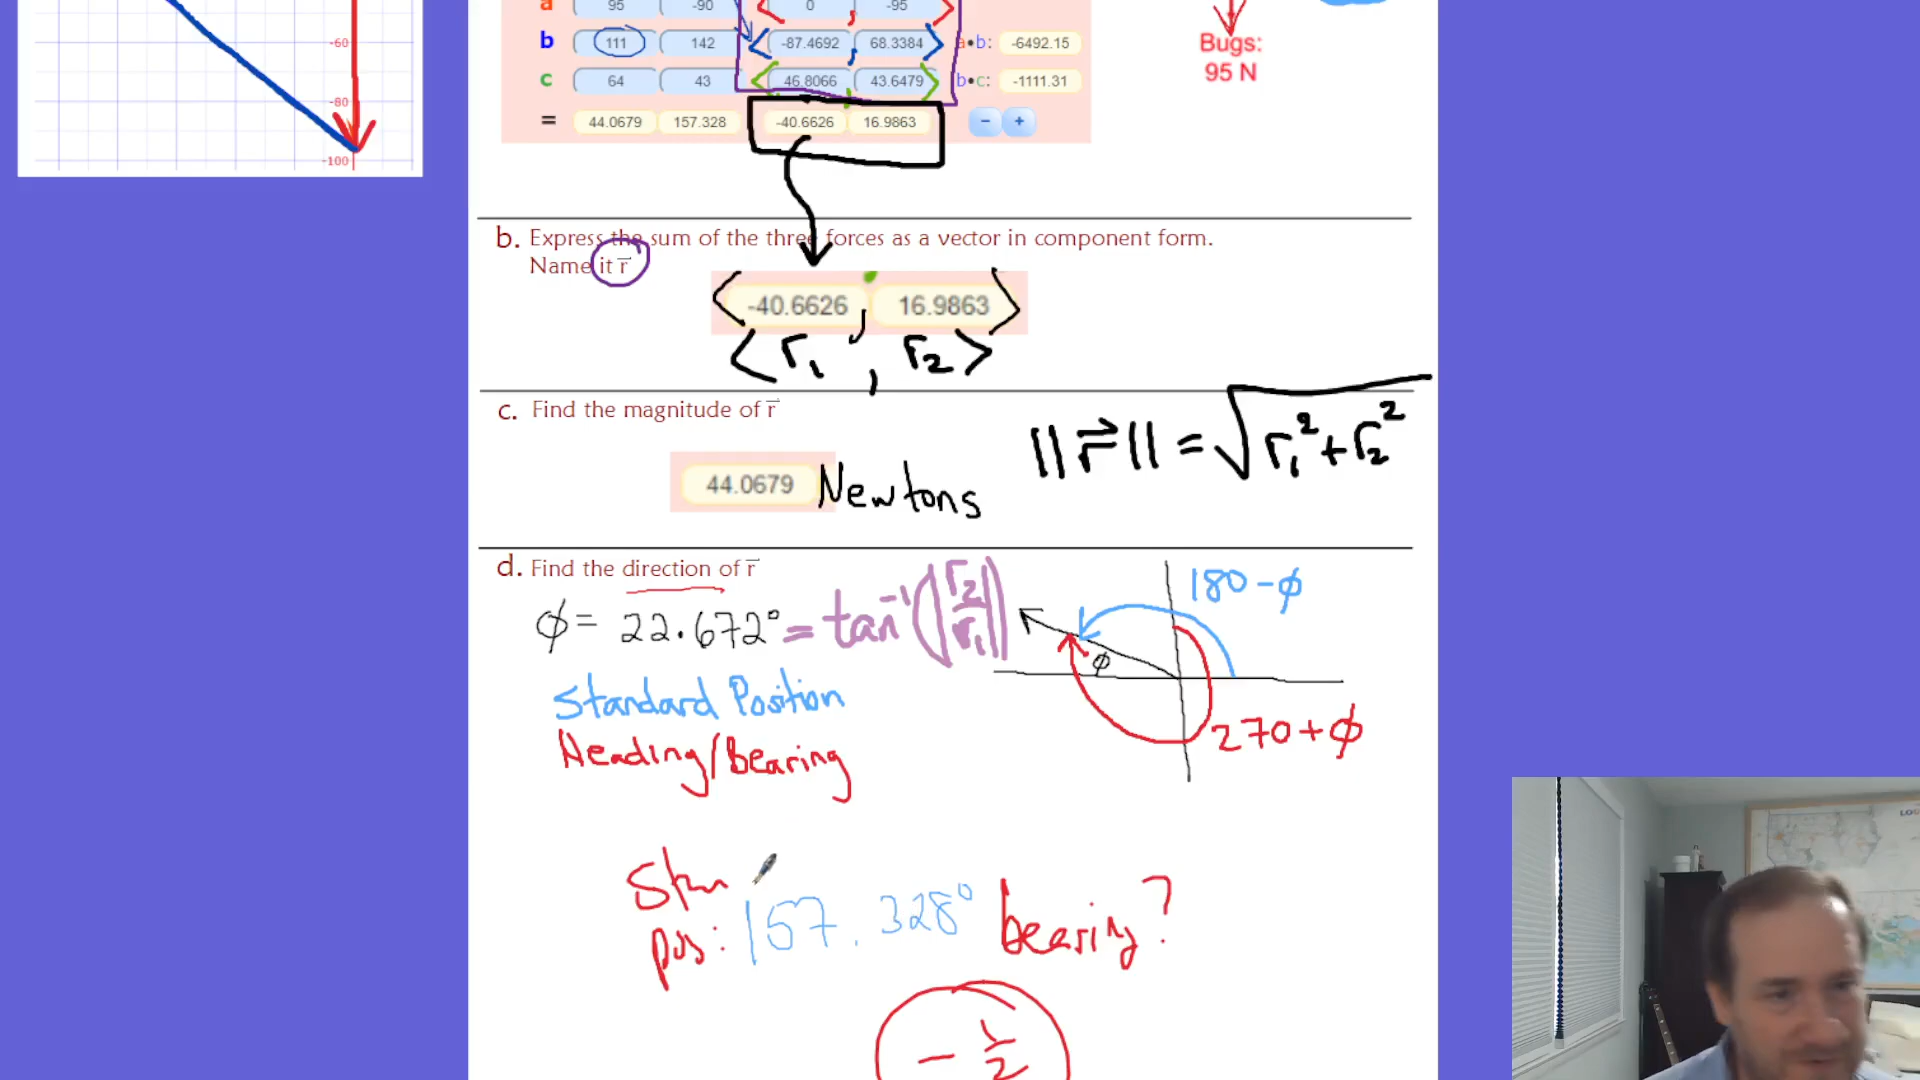 -60
-80
-100
a 95 -90 < 0 , -95 >
b 111 142 < -87.4692 , 68.3384 > a•b: -6492.15
c 64 43 < 46.8066 , 43.6479 > b•c: -1111.31
= 44.0679 157.328 -40.6626 16.9863 − +
Bugs:
95 N
b. Express the sum of the three forces as a vector in component form.
Name it r⃗
< -40.6626 , 16.9863 >
< r₁ , r₂ >
c. Find the magnitude of r⃗
44.0679 Newtons
||r⃗|| = √r₁² + r₂²
d. Find the direction of r⃗
ϕ = 22.672° = tan⁻¹(|r₂/r₁|)
180 - ϕ
ϕ
Standard Position
270 + ϕ
Heading/Bearing
Stan
pos: 157.328° bearing?
- 1/2